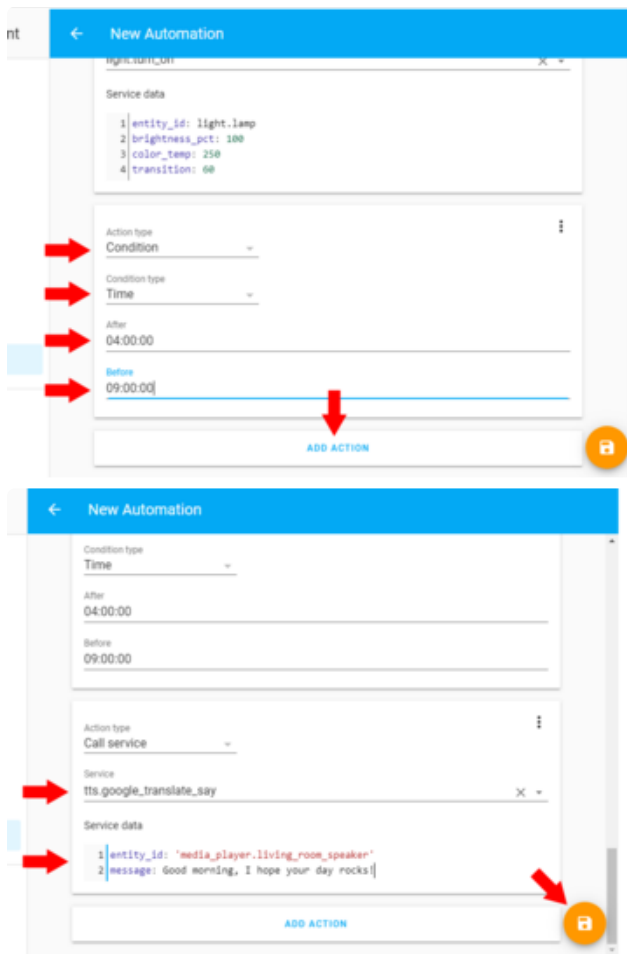 nt
New Automation
light.turn_on
Service data
1 entity_id: light.lamp
2 brightness_pct: 100
3 color_temp: 250
4 transition: 60
Action type
Condition
Condition type
Time
After
04:00:00
Before
09:00:00
ADD ACTION
New Automation
Condition type
Time
After
04:00:00
Before
09:00:00
Action type
Call service
Service
tts.google_translate_say
Service data
1 entity_id: 'media_player.living_room_speaker'
2 message: Good morning, I hope your day rocks!
ADD ACTION